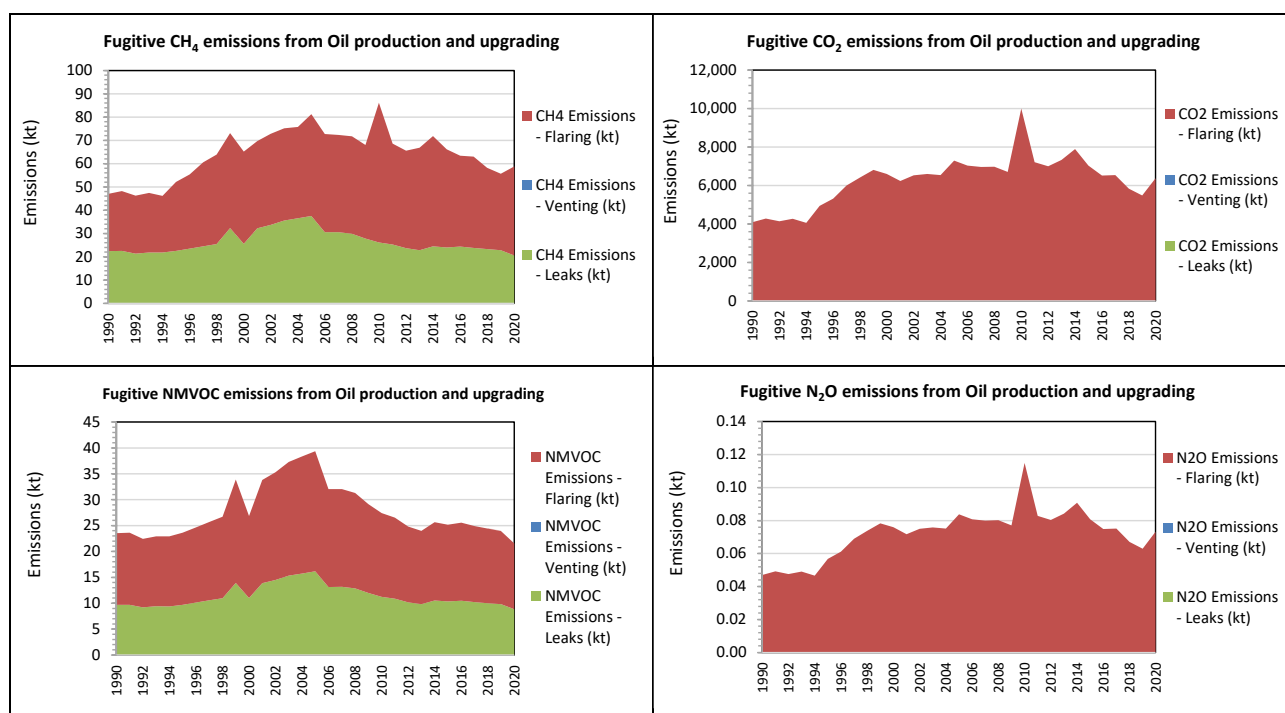 Fugitive CH₄ emissions from Oil production and upgrading
Emissions (kt)
100
90
80
70
60
50
40
30
20
10
0
1990
1992
1994
1996
1998
2000
2002
2004
2006
2008
2010
2012
2014
2016
2018
2020
CH4 Emissions
- Flaring (kt)
CH4 Emissions
- Venting (kt)
CH4 Emissions
- Leaks (kt)
Fugitive CO₂ emissions from Oil production and upgrading
Emissions (kt)
12,000
10,000
8,000
6,000
4,000
2,000
0
1990
1992
1994
1996
1998
2000
2002
2004
2006
2008
2010
2012
2014
2016
2018
2020
CO2 Emissions
- Flaring (kt)
CO2 Emissions
- Venting (kt)
CO2 Emissions
- Leaks (kt)
Fugitive NMVOC emissions from Oil production and upgrading
Emissions (kt)
45
40
35
30
25
20
15
10
5
0
1990
1992
1994
1996
1998
2000
2002
2004
2006
2008
2010
2012
2014
2016
2018
2020
NMVOC
Emissions -
Flaring (kt)
NMVOC
Emissions -
Venting (kt)
NMVOC
Emissions -
Leaks (kt)
Fugitive N₂O emissions from Oil production and upgrading
Emissions (kt)
0.14
0.12
0.10
0.08
0.06
0.04
0.02
0.00
1990
1992
1994
1996
1998
2000
2002
2004
2006
2008
2010
2012
2014
2016
2018
2020
N2O Emissions
- Flaring (kt)
N2O Emissions
- Venting (kt)
N2O Emissions
- Leaks (kt)